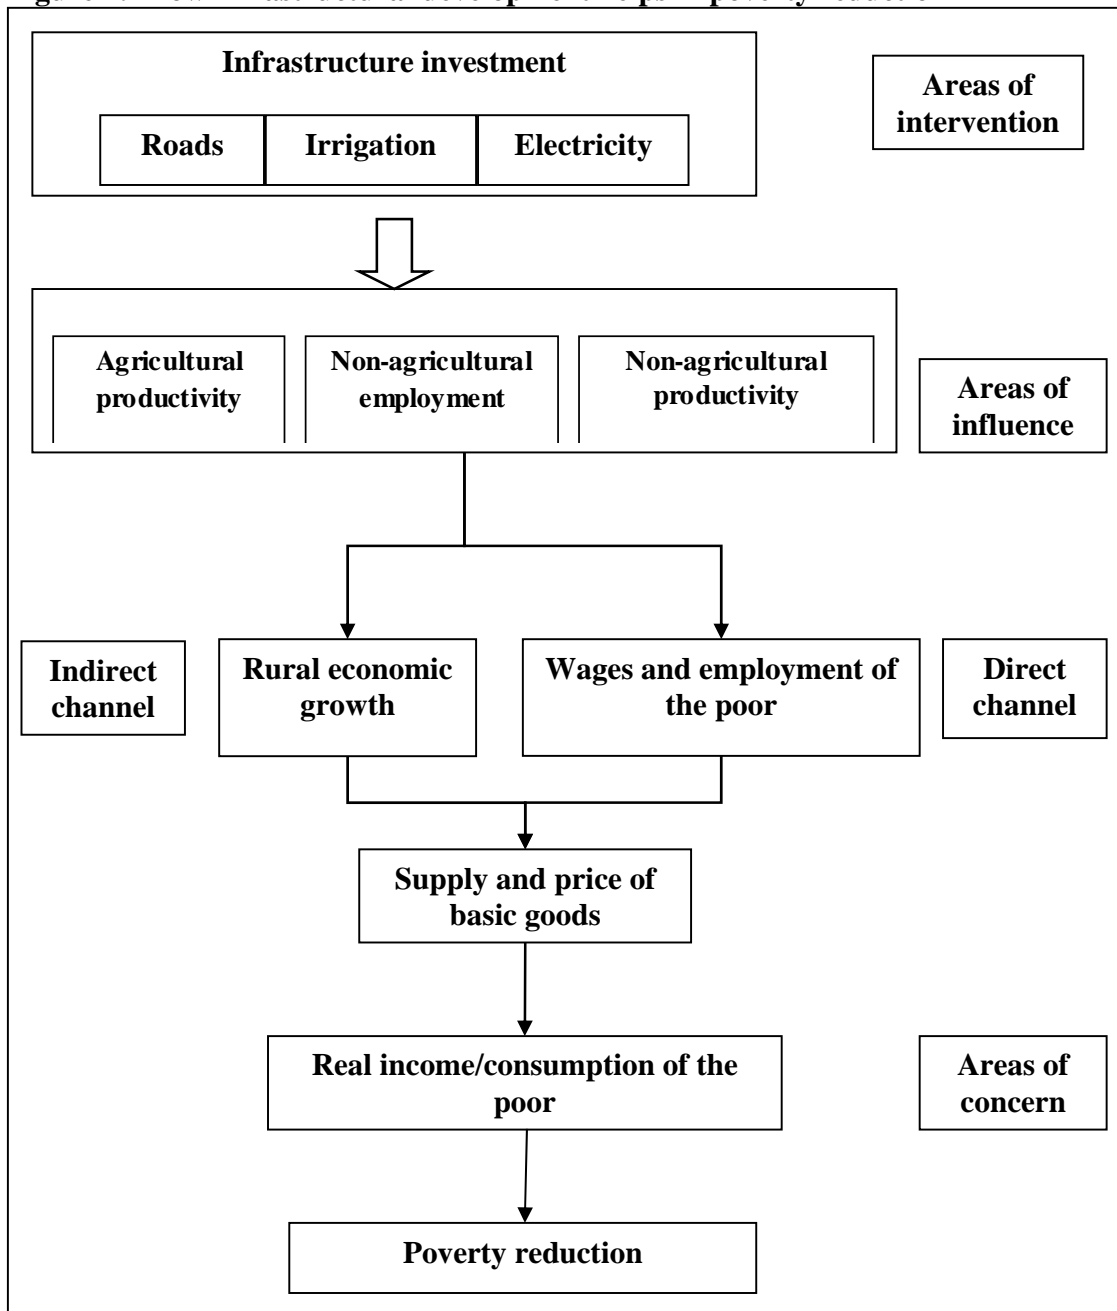 Infrastructure investment
Areas of
intervention
Roads
Irrigation
Electricity
Agricultural
productivity
Non-agricultural
employment
Non-agricultural
productivity
Areas of
influence
Indirect
channel
Rural economic
growth
Wages and employment of
the poor
Direct
channel
Supply and price of
basic goods
Real income/consumption of the
poor
Areas of
concern
Poverty reduction